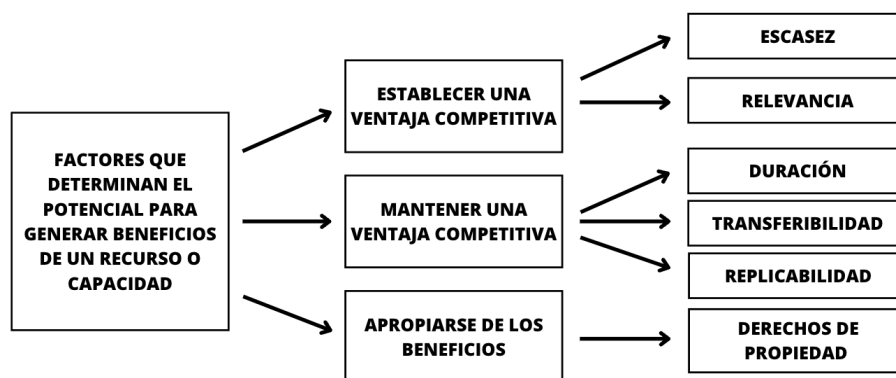 FACTORES QUE
DETERMINAN EL
POTENCIAL PARA
GENERAR BENEFICIOS
DE UN RECURSO O
CAPACIDAD
ESTABLECER UNA
VENTAJA COMPETITIVA
ESCASEZ
RELEVANCIA
MANTENER UNA
VENTAJA COMPETITIVA
DURACIÓN
TRANSFERIBILIDAD
REPLICABILIDAD
APROPIARSE DE LOS
BENEFICIOS
DERECHOS DE
PROPIEDAD